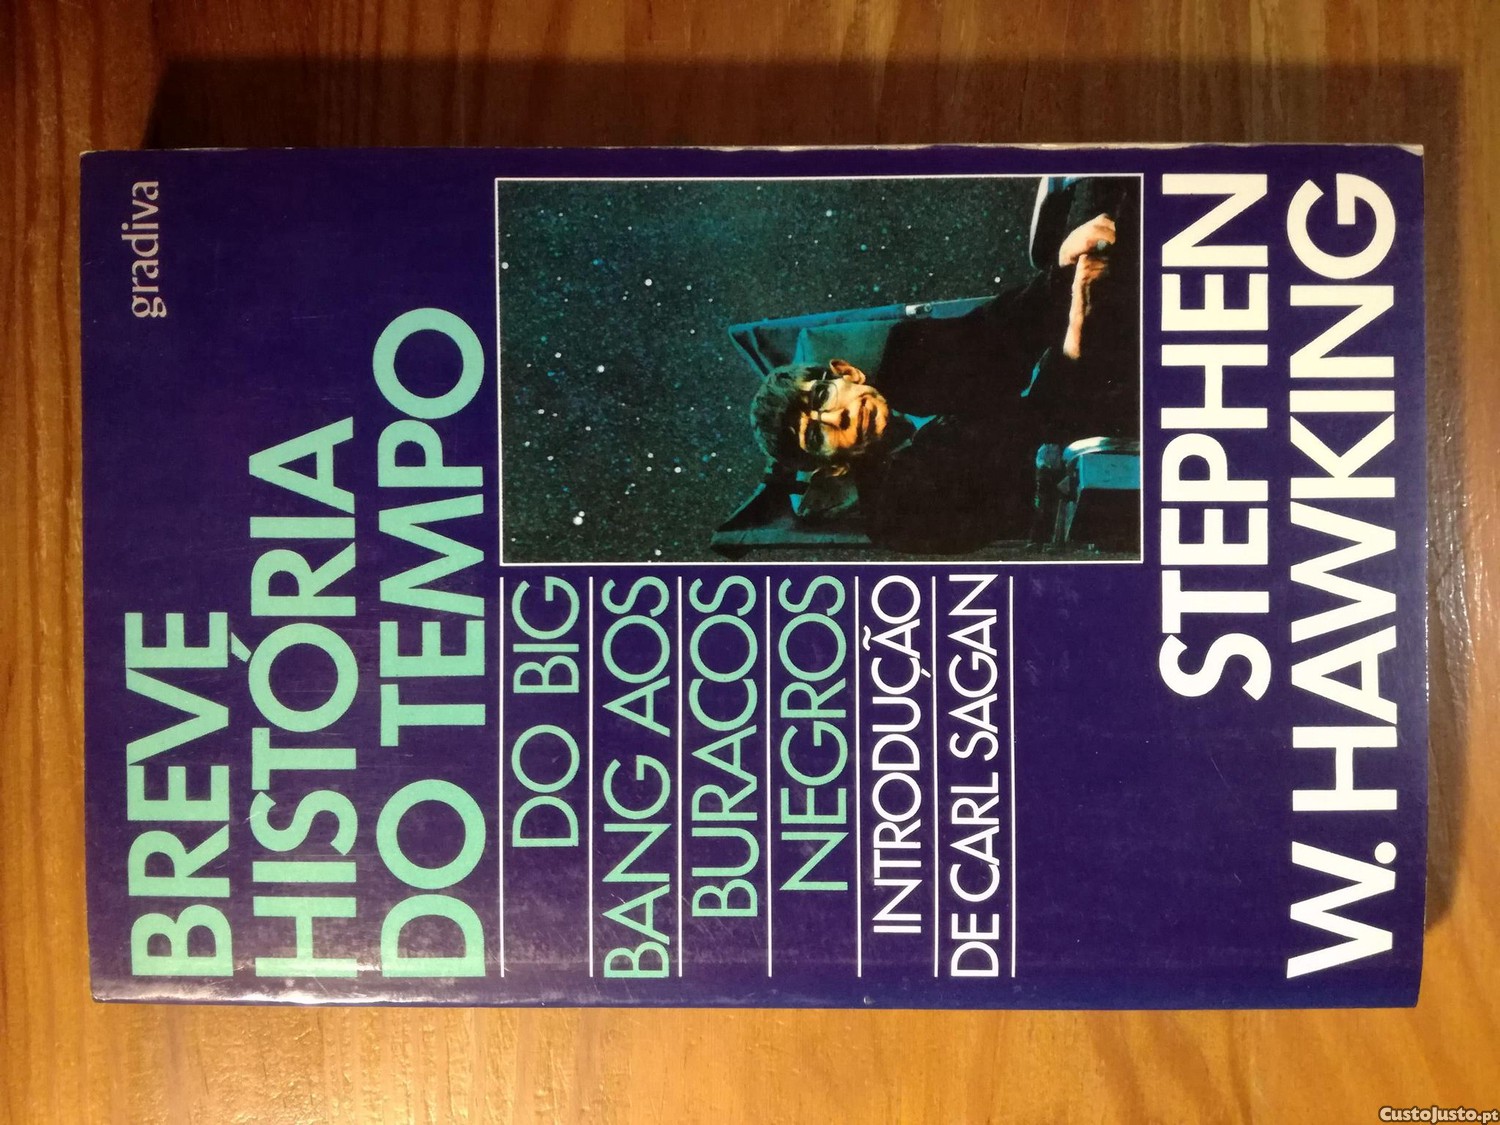 gradiva
BREVE
HISTÓRIA
DO TEMPO
DO BIG
BANG AOS
BURACOS
NEGROS
INTRODUÇÃO
DE CARL SAGAN
STEPHEN
W. HAWKING
CustoJusto.pt